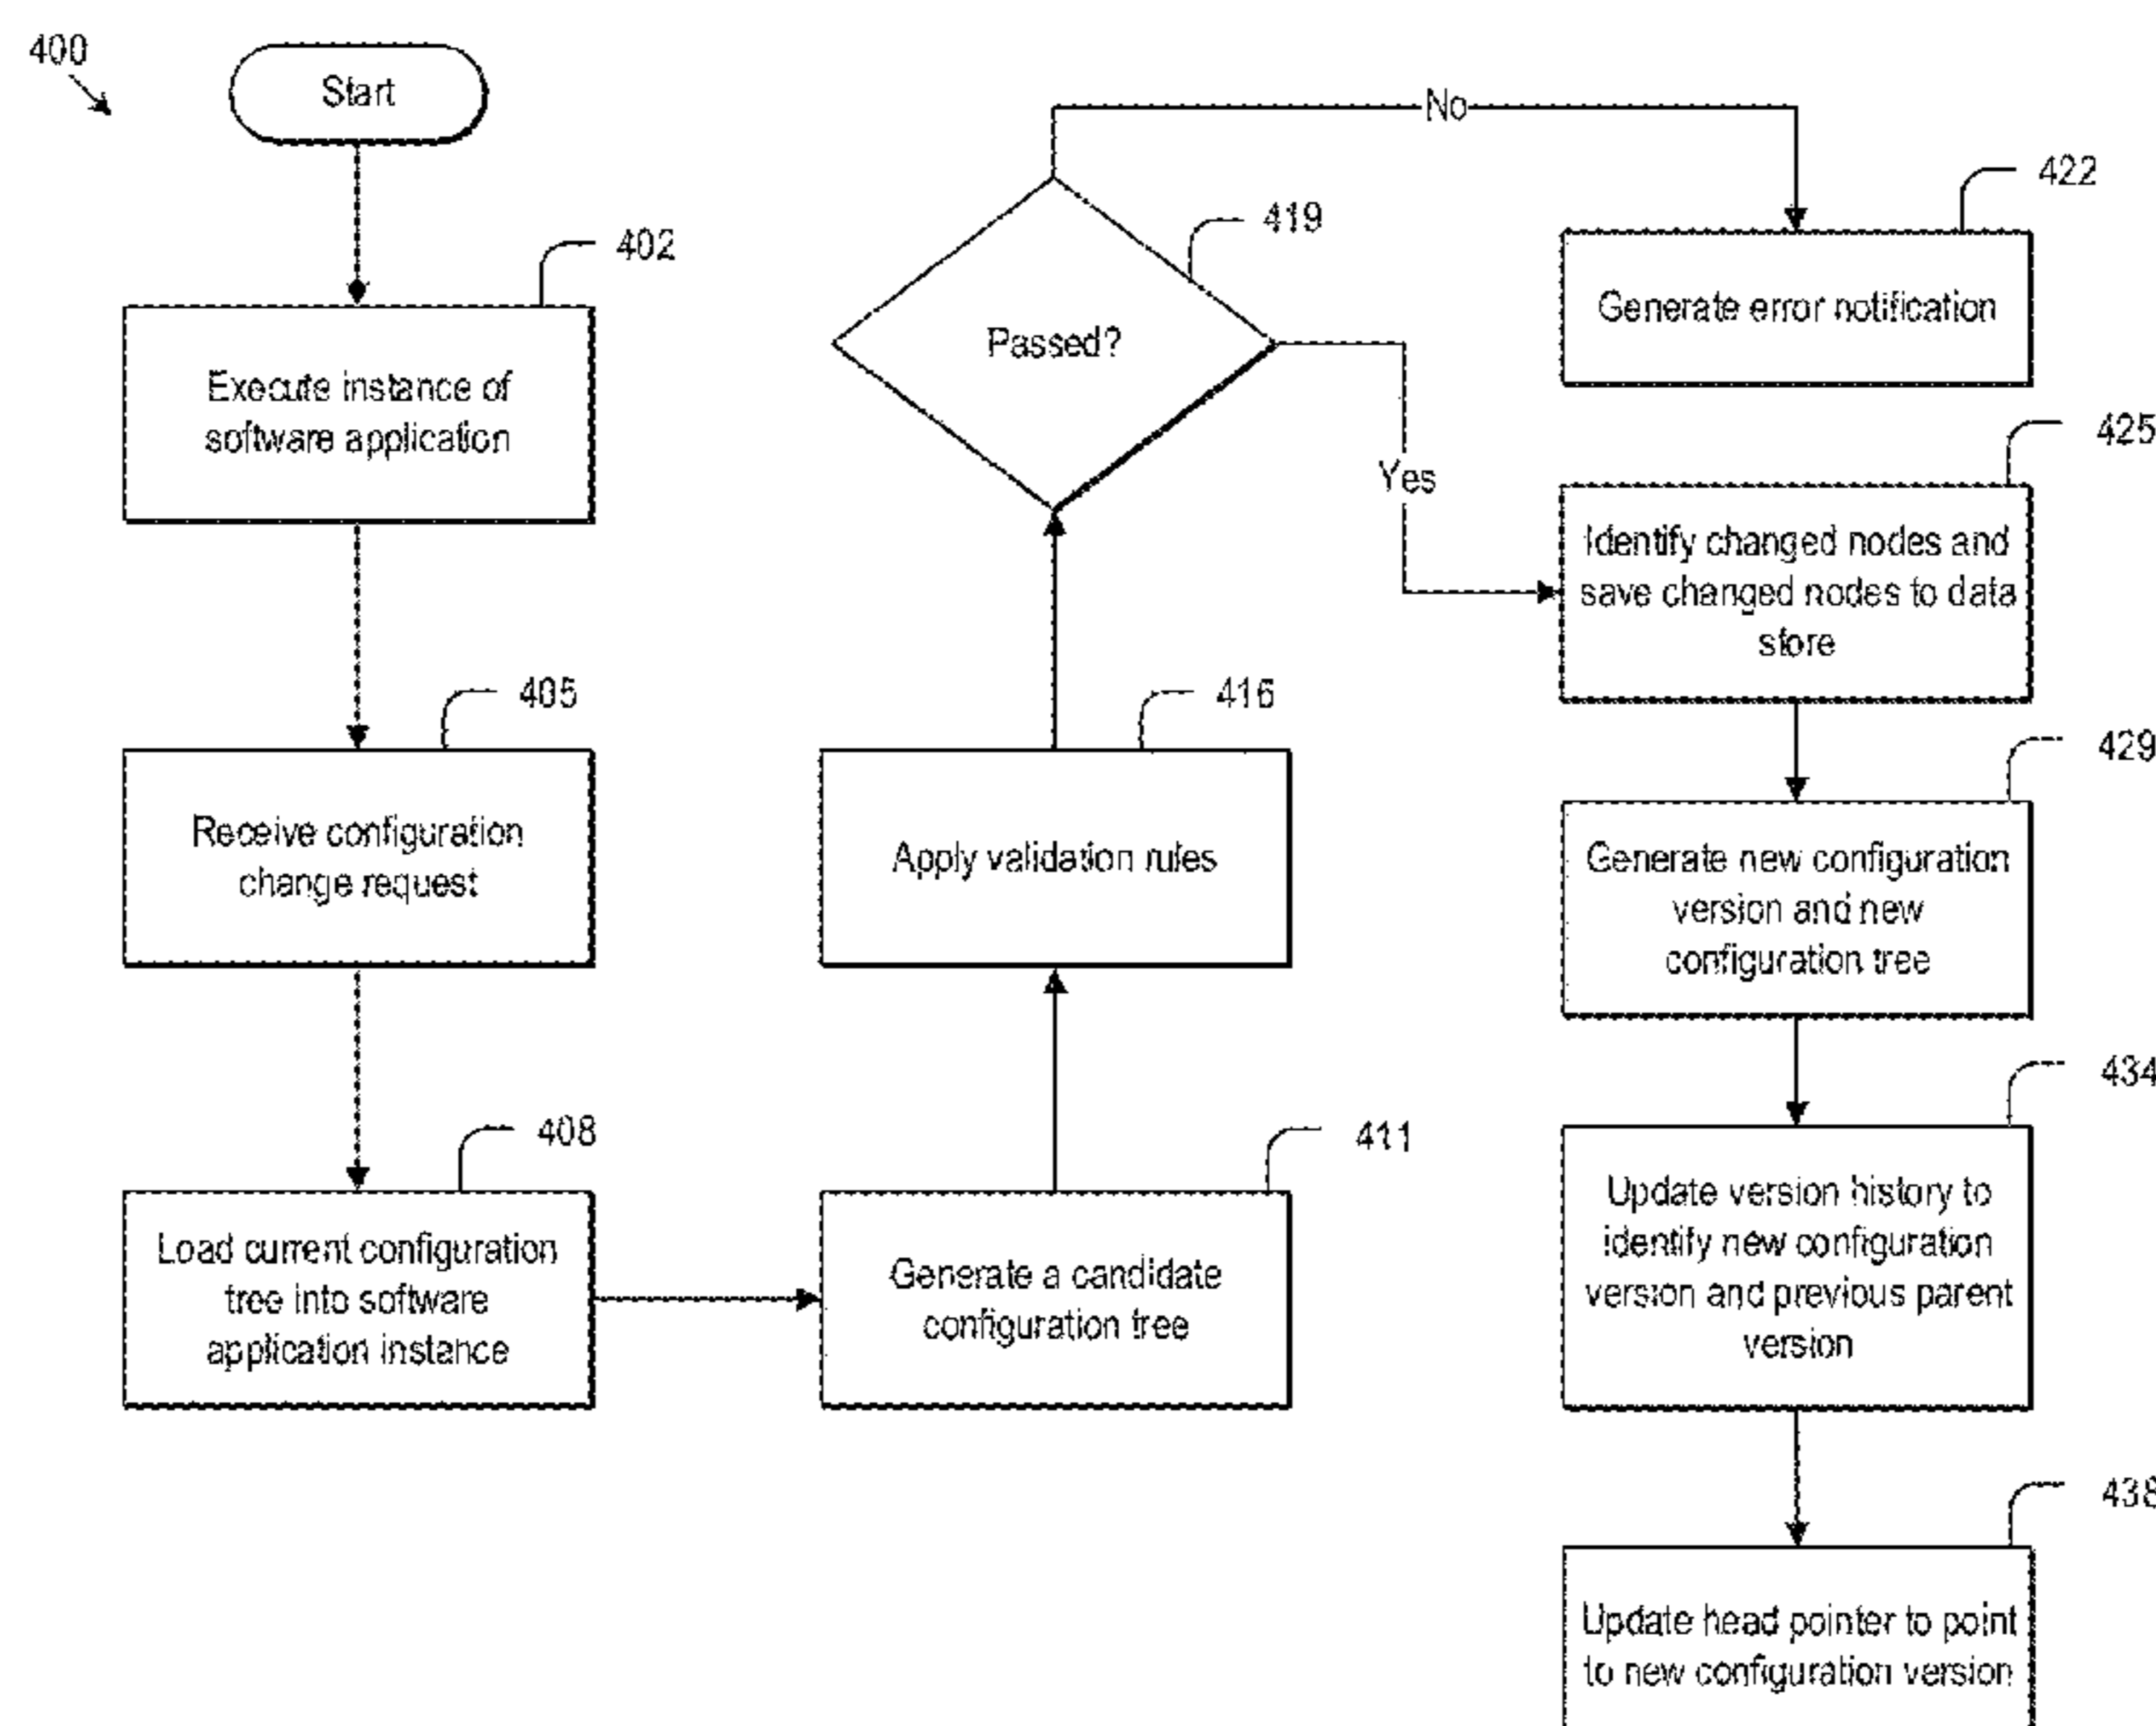 400
Start
402
Execute instance of
software application
405
Receive configuration
change request
408
Load current configuration
tree into software
application instance
411
Generate a candidate
configuration tree
416
Apply validation rules
419
Passed?
No
Yes
422
Generate error notification
425
Identify changed nodes and
save changed nodes to data
store
429
Generate new configuration
version and new
configuration tree
434
Update version history to
identify new configuration
version and previous parent
version
438
Update head pointer to point
to new configuration version